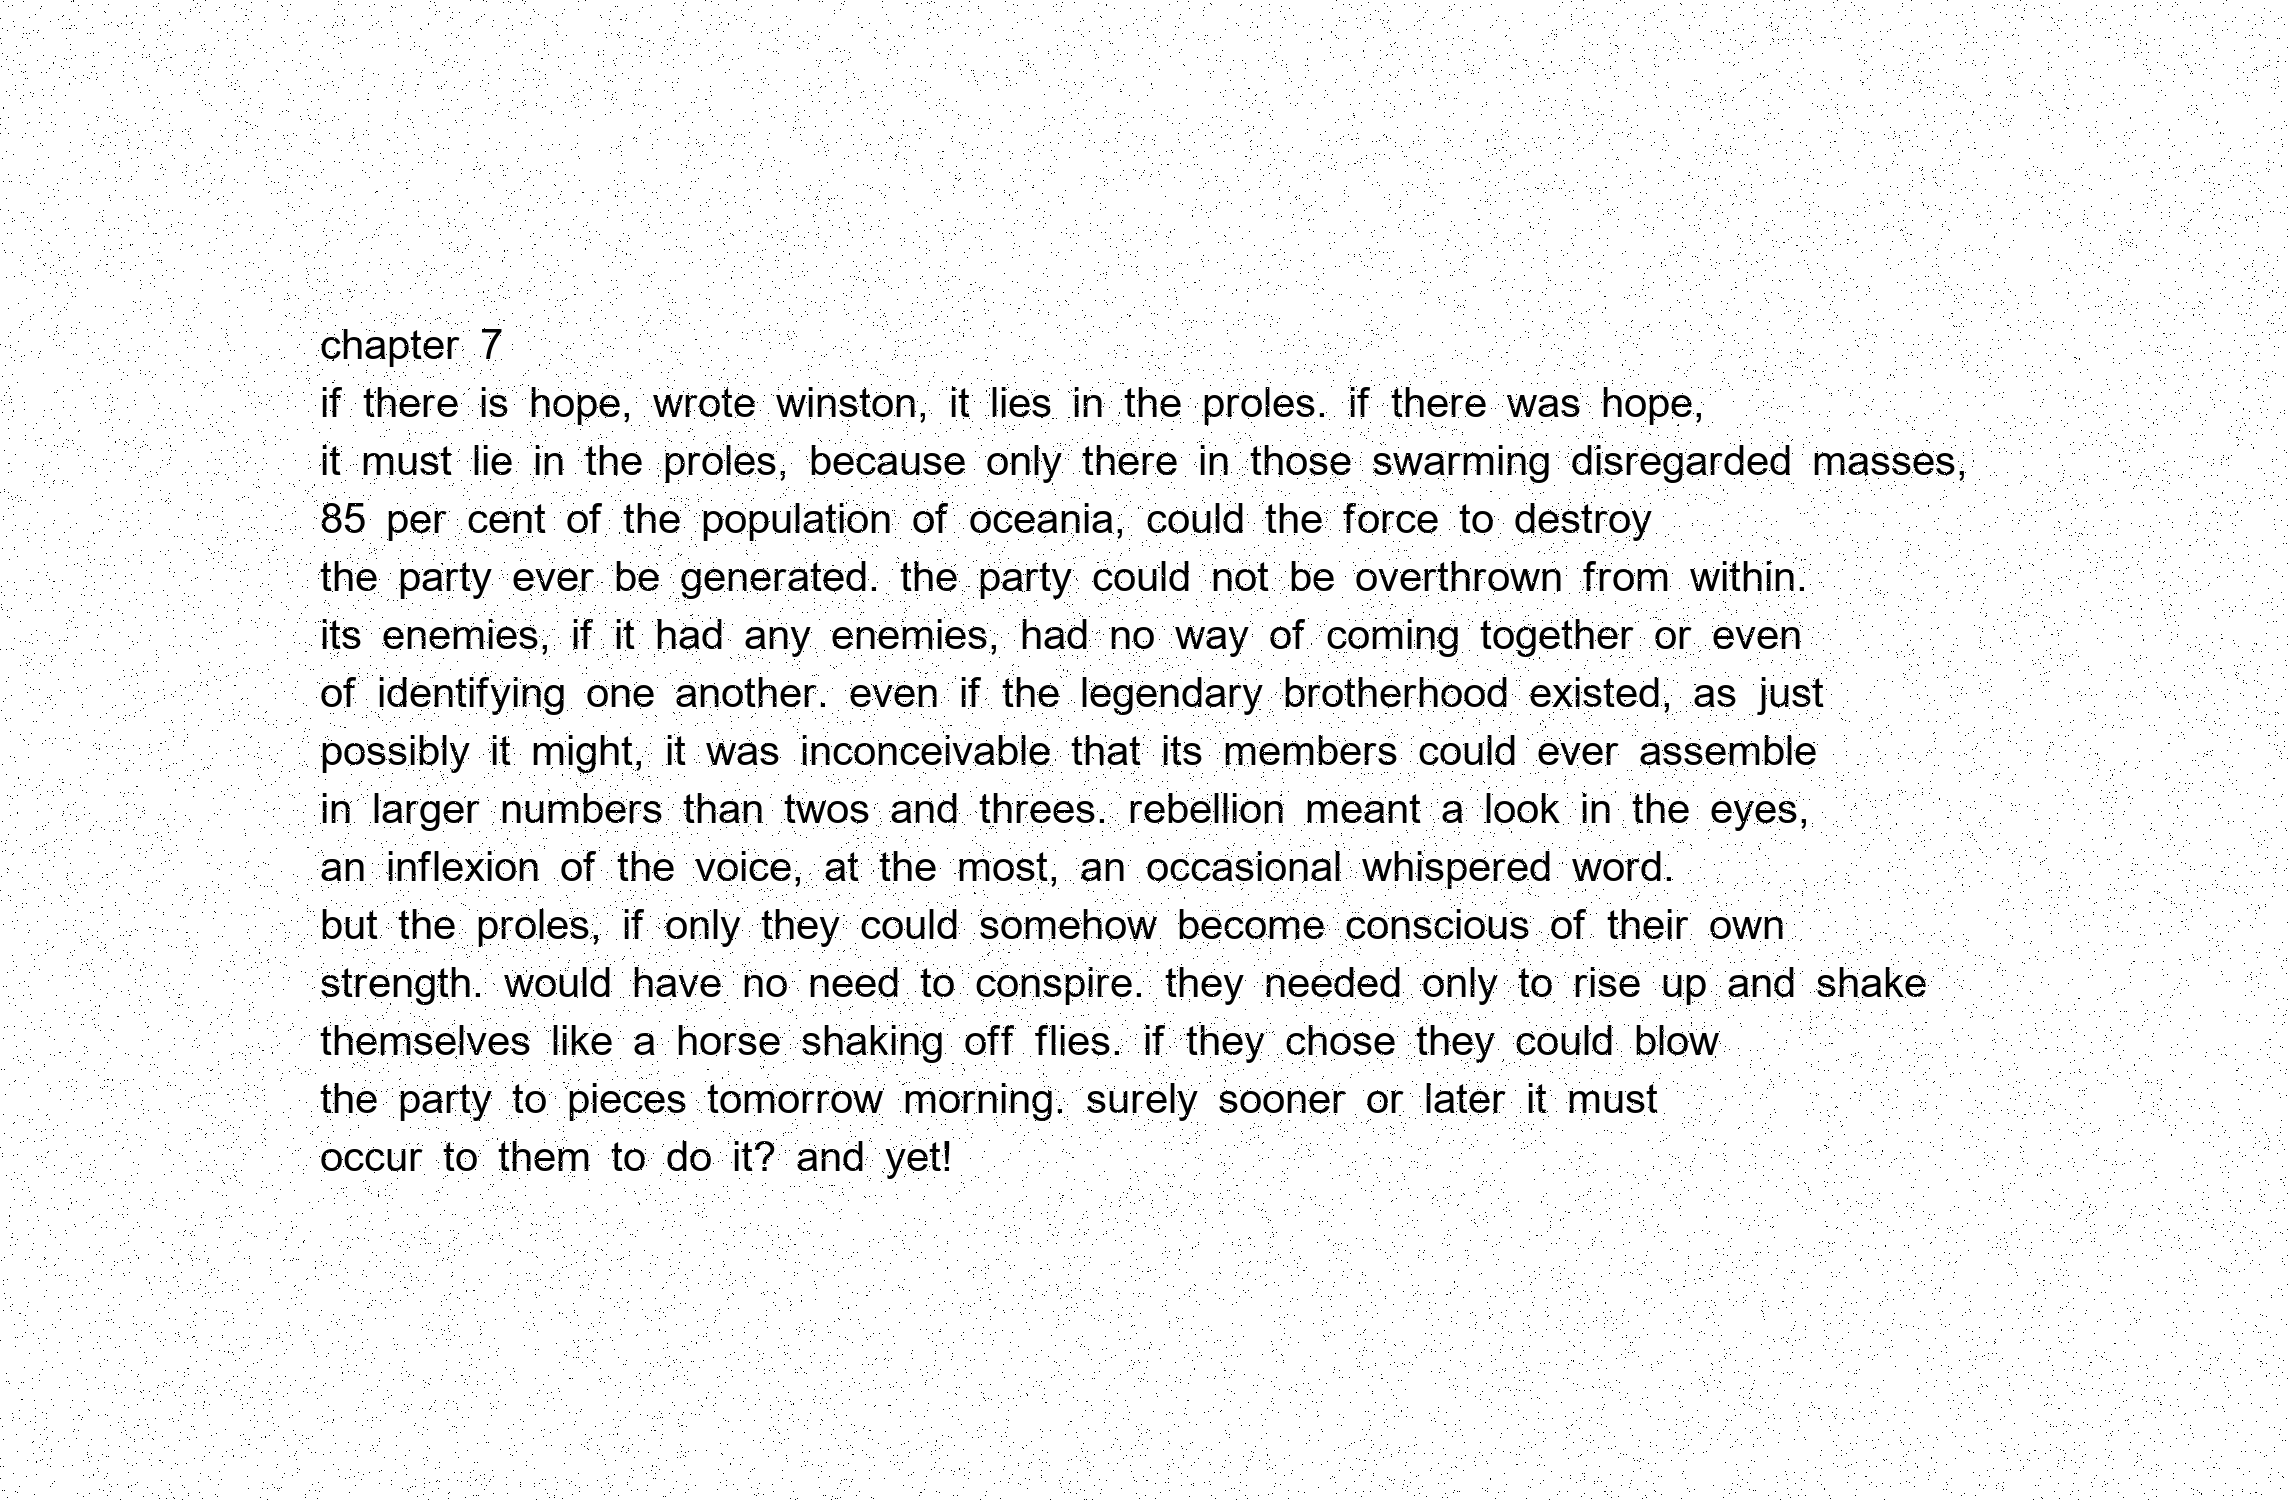 chapter 7
if there is hope, wrote winston, it lies in the proles. if there was hope,
it must lie in the proles, because only there in those swarming disregarded masses,
85 per cent of the population of oceania, could the force to destroy
the party ever be generated. the party could not be overthrown from within.
its enemies, if it had any enemies, had no way of coming together or even
of identifying one another. even if the legendary brotherhood existed, as just
possibly it might, it was inconceivable that its members could ever assemble
in larger numbers than twos and threes. rebellion meant a look in the eyes,
an inflexion of the voice, at the most, an occasional whispered word.
but the proles, if only they could somehow become conscious of their own
strength. would have no need to conspire. they needed only to rise up and shake
themselves like a horse shaking off flies. if they chose they could blow
the party to pieces tomorrow morning. surely sooner or later it must
occur to them to do it? and yet!